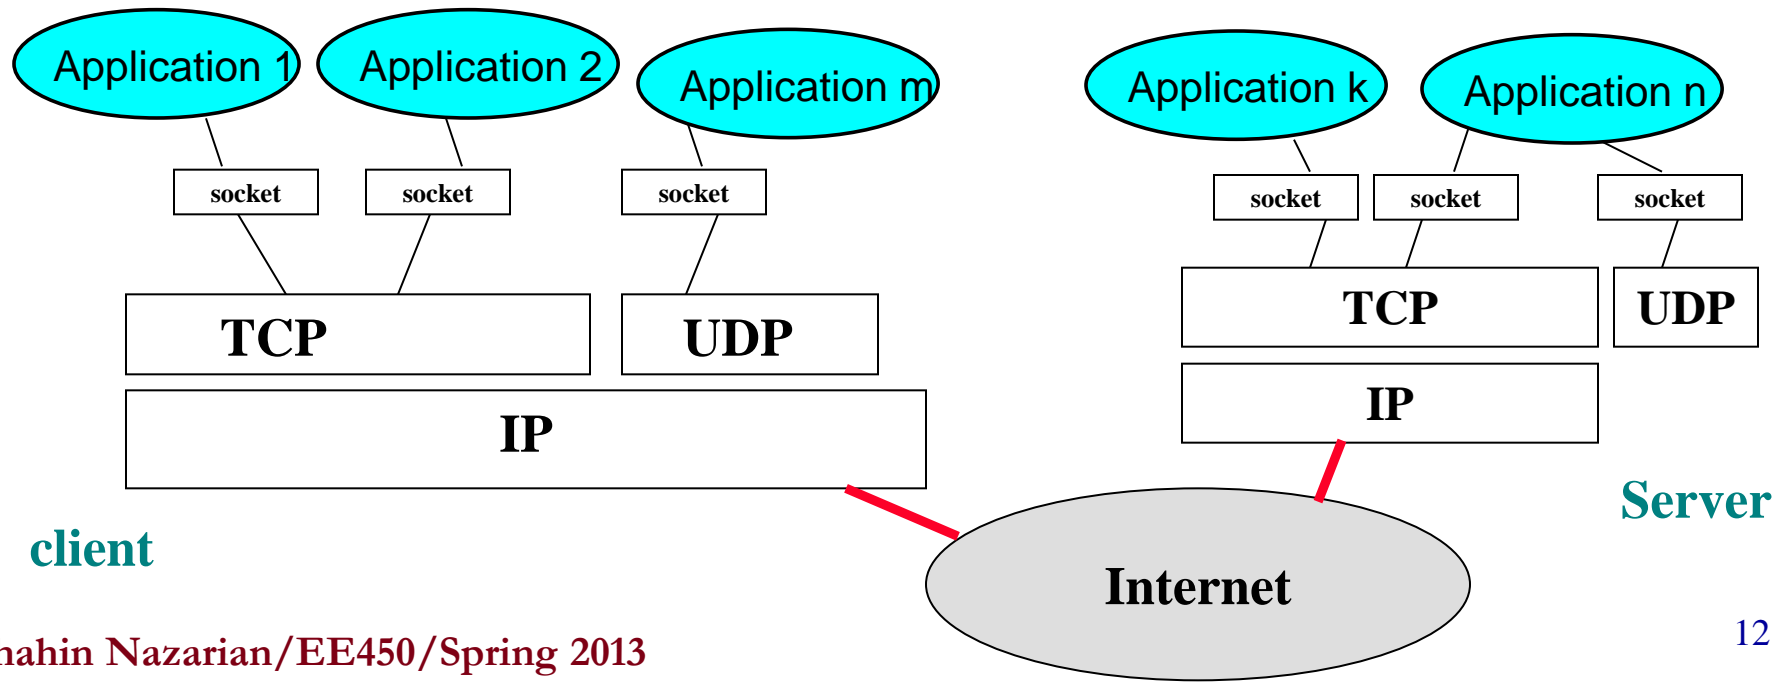 Application 1
Application 2
Application m
Application k
Application n
socket
socket
socket
socket
socket
socket
TCP
UDP
TCP
UDP
IP
IP
Internet
client
Server
Nazarian/EE450/Spring 2013
12